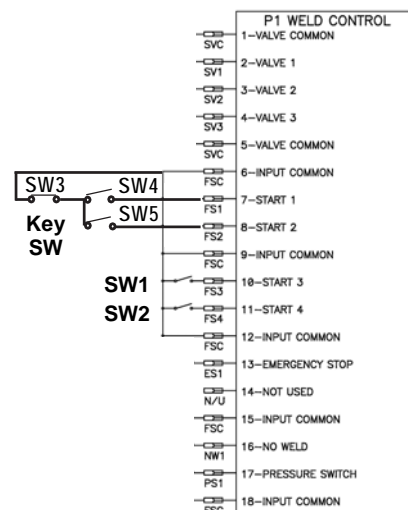 P1 WELD CONTROL
SVC 1-VALVE COMMON
SV1 2-VALVE 1
SV2 3-VALVE 2
SV3 4-VALVE 3
SVC 5-VALVE COMMON
FSC 6-INPUT COMMON
SW3 SW4 FS1 7-START 1
Key SW
SW5 FS2 8-START 2
FSC 9-INPUT COMMON
SW1 FS3 10-START 3
SW2 FS4 11-START 4
FSC 12-INPUT COMMON
ES1 13-EMERGENCY STOP
N/U 14-NOT USED
FSC 15-INPUT COMMON
NW1 16-NO WELD
PS1 17-PRESSURE SWITCH
FSC 18-INPUT COMMON